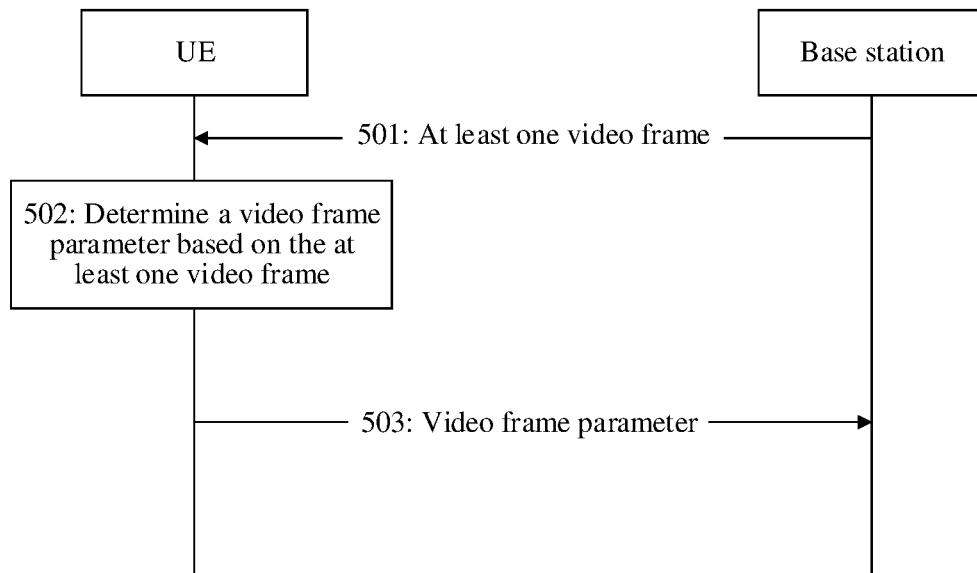 UE
Base station
501: At least one video frame
502: Determine a video frame
parameter based on the at
least one video frame
503: Video frame parameter